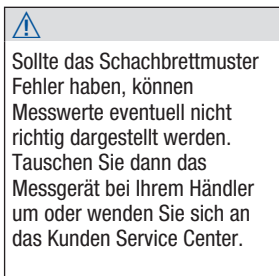 Sollte das Schachbrettmuster
Fehler haben, können
Messwerte eventuell nicht
richtig dargestellt werden.
Tauschen Sie dann das
Messgerät bei Ihrem Händler
um oder wenden Sie sich an
das Kunden Service Center.